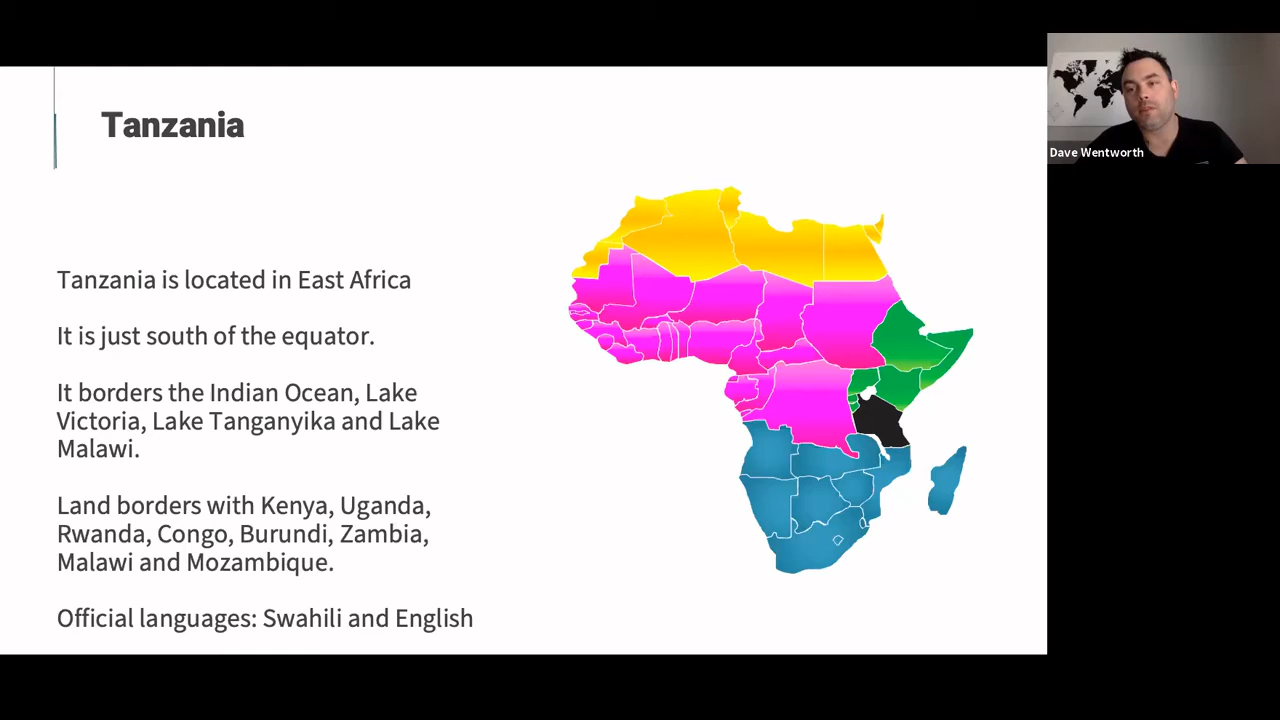 Tanzania
Tanzania is located in East Africa
It is just south of the equator.
It borders the Indian Ocean, Lake
Victoria, Lake Tanganyika and Lake
Malawi.
Land borders with Kenya, Uganda,
Rwanda, Congo, Burundi, Zambia,
Malawi and Mozambique.
Official languages: Swahili and English
Dave Wentworth